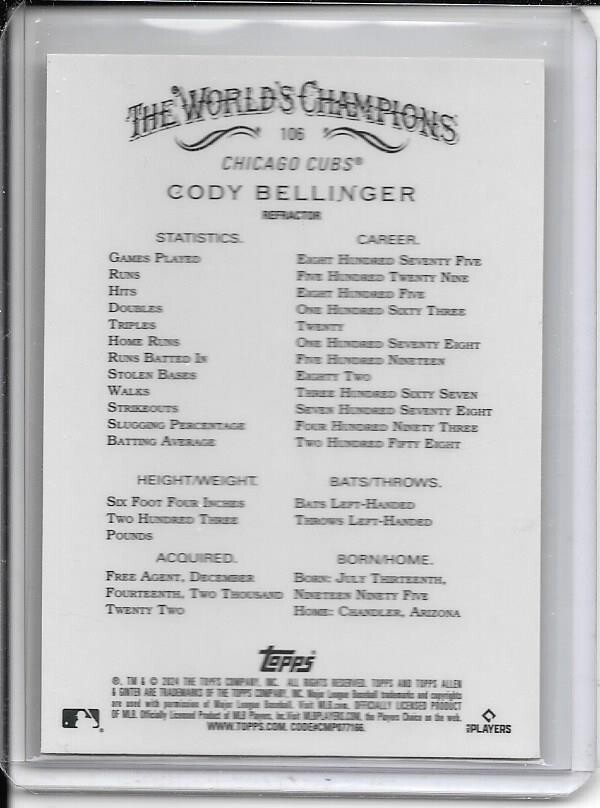 THE WORLD'S CHAMPIONS
106
CHICAGO CUBS®
CODY BELLINGER
REFRACTOR
STATISTICS. CAREER.
GAMES PLAYED EIGHT HUNDRED SEVENTY FIVE
RUNS FIVE HUNDRED TWENTY NINE
HITS EIGHT HUNDRED FIVE
DOUBLES ONE HUNDRED SIXTY THREE
TRIPLES TWENTY
HOME RUNS ONE HUNDRED SEVENTY EIGHT
RUNS BATTED IN FIVE HUNDRED NINETEEN
STOLEN BASES EIGHTY TWO
WALKS THREE HUNDRED SIXTY SEVEN
STRIKEOUTS SEVEN HUNDRED SEVENTY EIGHT
SLUGGING PERCENTAGE FOUR HUNDRED NINETY THREE
BATTING AVERAGE TWO HUNDRED FIFTY EIGHT
HEIGHT/WEIGHT. BATS/THROWS.
SIX FOOT FOUR INCHES BATS LEFT-HANDED
TWO HUNDRED THREE THROWS LEFT-HANDED
POUNDS
ACQUIRED. BORN/HOME.
FREE AGENT, DECEMBER BORN: JULY THIRTEENTH,
FOURTEENTH, TWO THOUSAND NINETEEN NINETY FIVE
TWENTY TWO HOME: CHANDLER, ARIZONA
TOPPS
®, TM & © 2024 THE TOPPS COMPANY, INC. ALL RIGHTS RESERVED. TOPPS AND TOPPS ALLEN
& GINTER ARE TRADEMARKS OF THE TOPPS COMPANY, INC. Major League Baseball trademarks and copyrights
are used with permission of Major League Baseball. Visit MLB.com. OFFICIALLY LICENSED PRODUCT
OF MLB. Officially Licensed Product of MLB Players, Inc. Visit MLBPLAYERS.COM, the Players Choice on the web.
WWW.TOPPS.COM. CODE#CMP077166.
PLAYERS